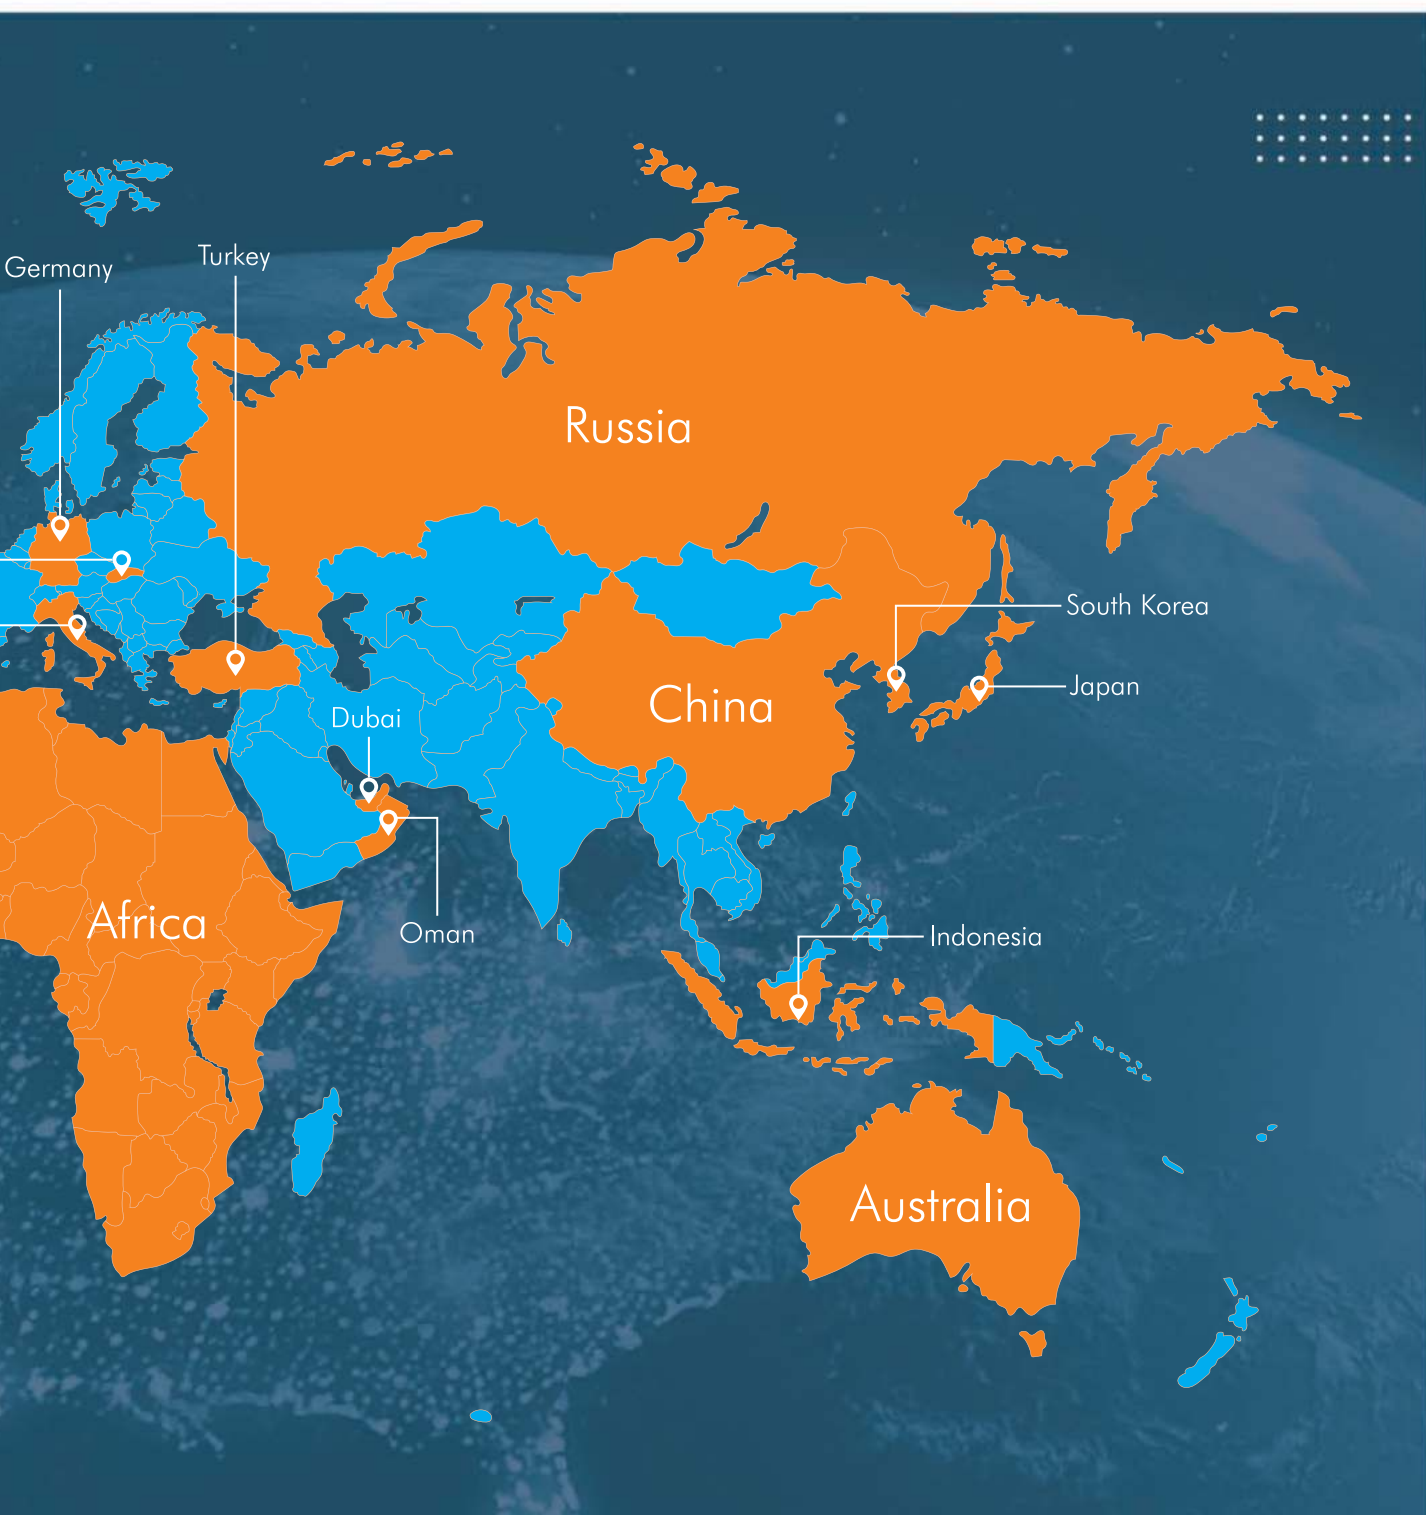 Turkey
Germany
Russia
South Korea
Japan
China
Dubai
Africa
Oman
Indonesia
Australia